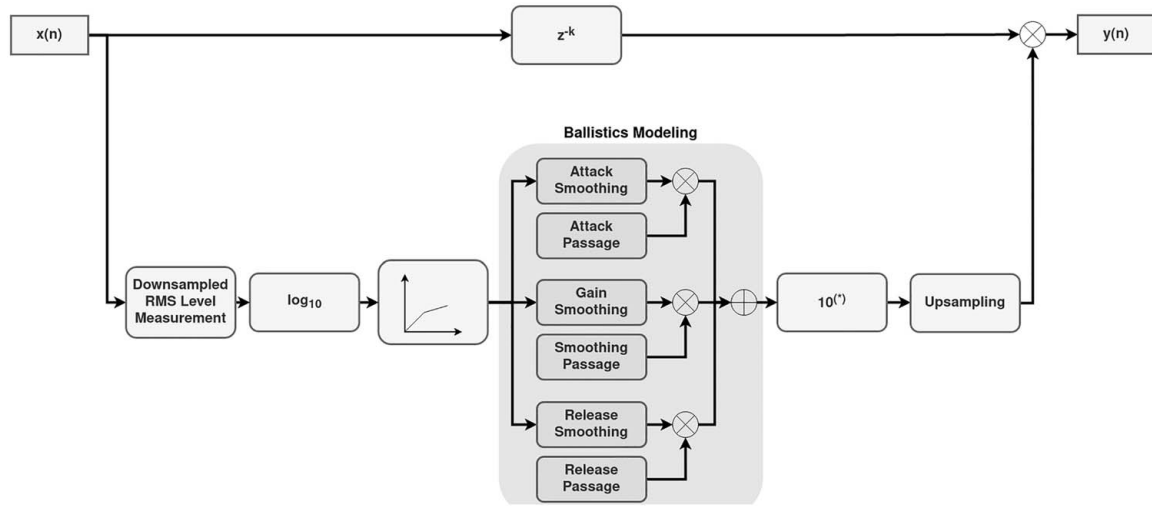 x(n)
z⁻ᵏ
y(n)
Ballistics Modeling
Attack
Smoothing
Attack
Passage
Downsampled
RMS Level
Measurement
log₁₀
Gain
Smoothing
10⁽*⁾
Upsampling
Smoothing
Passage
Release
Smoothing
Release
Passage